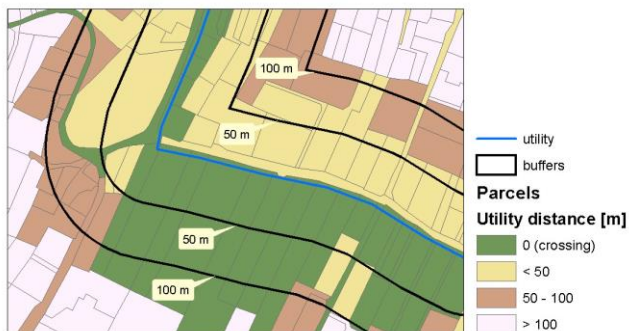 100 m
50 m
50 m
100 m
utility
buffers
Parcels
Utility distance [m]
0 (crossing)
< 50
50 - 100
> 100